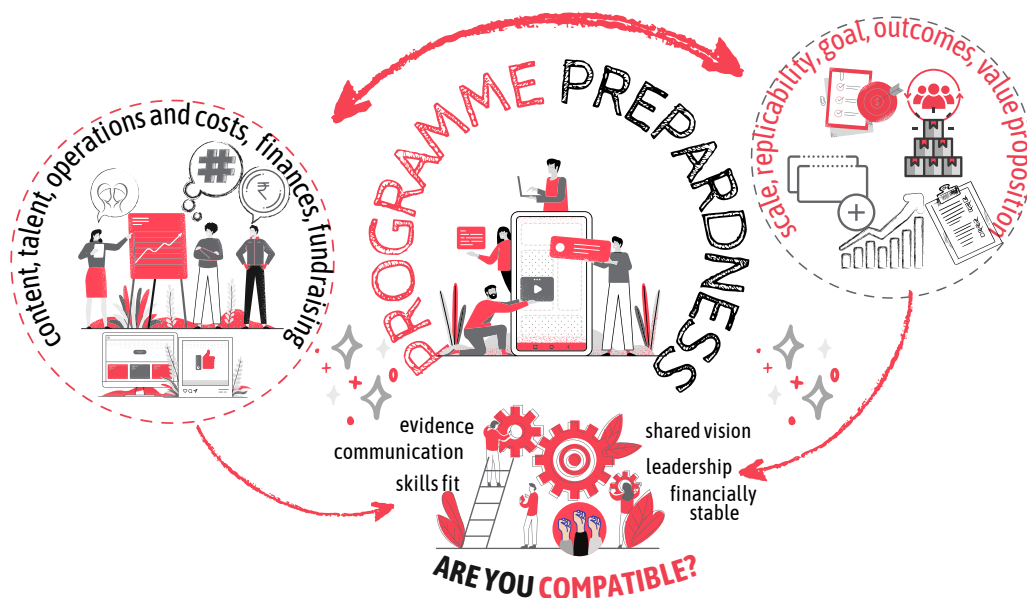 PROGRAMME PREPARDNESS
content, talent, operations and costs, finances, fundraising
#
₹
scale, replicability, goal, outcomes, value proposition
evidence
communication
skills fit
shared vision
leadership
financially
stable
ARE YOU COMPATIBLE?